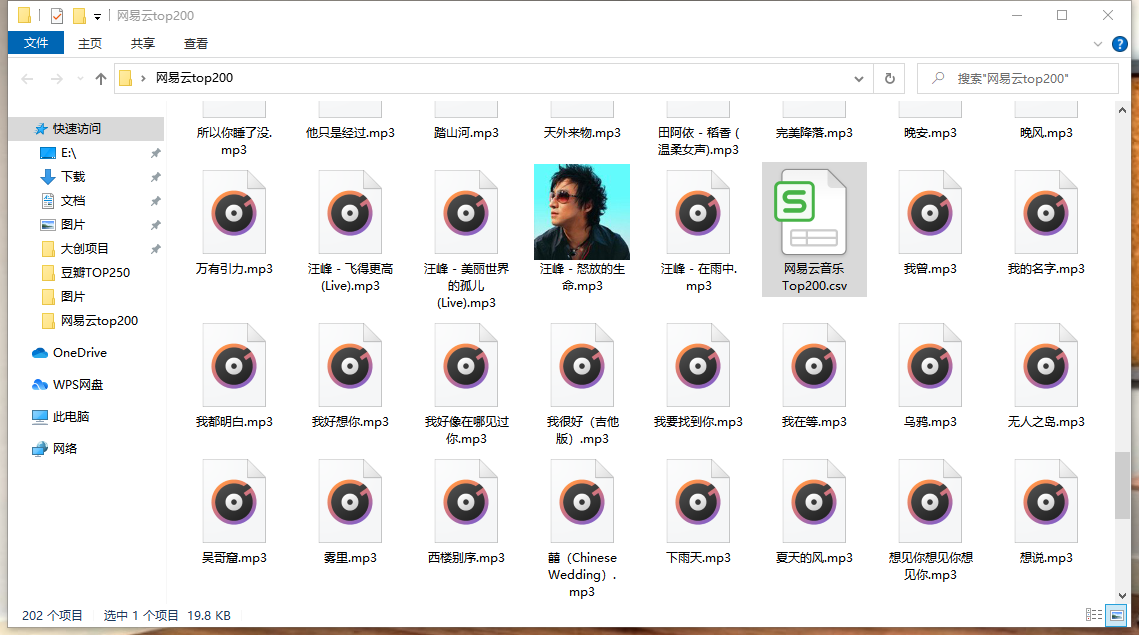 网易云top200
文件 主页 共享 查看
网易云top200
搜索"网易云top200"
快速访问
E:\
下载
文档
图片
大创项目
豆瓣TOP250
图片
网易云top200
OneDrive
WPS网盘
此电脑
网络
所以你睡了没.
mp3
他只是经过.mp3
踏山河.mp3
天外来物.mp3
田阿依 - 稻香 (
温柔女声).mp3
完美降落.mp3
晚安.mp3
晚风.mp3
万有引力.mp3
汪峰 - 飞得更高
(Live).mp3
汪峰 - 美丽世界
的孤儿
(Live).mp3
汪峰 - 怒放的生
命.mp3
汪峰 - 在雨中.
mp3
网易云音乐
Top200.csv
我曾.mp3
我的名字.mp3
我都明白.mp3
我好想你.mp3
我好像在哪见过
你.mp3
我很好（吉他
版）.mp3
我要找到你.mp3
我在等.mp3
乌鸦.mp3
无人之岛.mp3
吴哥窟.mp3
雾里.mp3
西楼别序.mp3
囍（Chinese
Wedding）.
mp3
下雨天.mp3
夏天的风.mp3
想见你想见你想
见你.mp3
想说.mp3
202 个项目 选中 1 个项目 19.8 KB